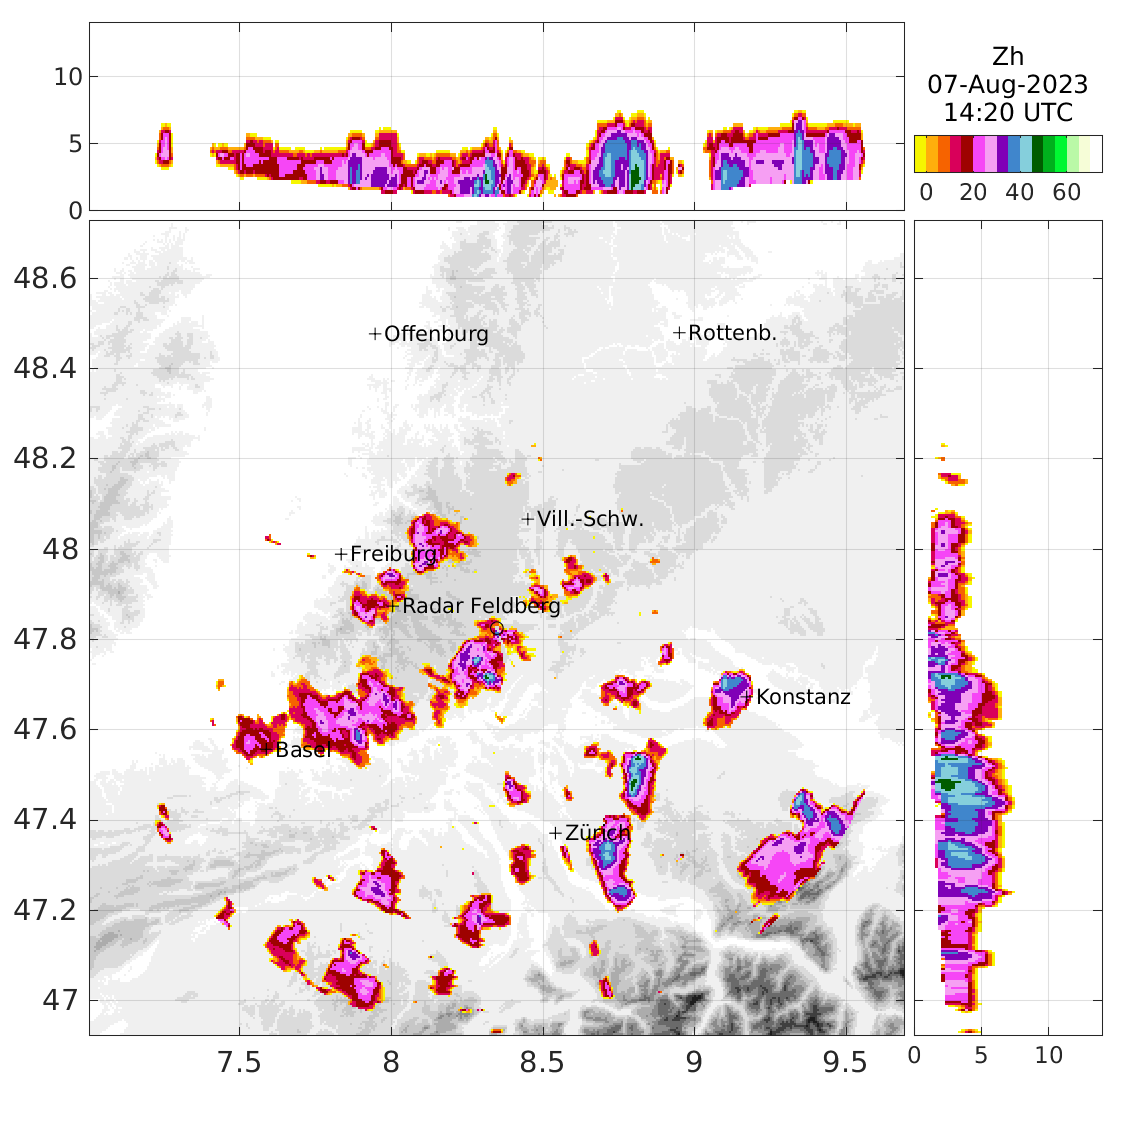 10
5
0
Zh
07-Aug-2023
14:20 UTC
0 20 40 60
48.6
48.4
48.2
48
47.8
47.6
47.4
47.2
47
+Offenburg
+Rottenb.
+Vill.-Schw.
+Freiburg
+Radar Feldberg
+Konstanz
+Basel
+Zürich
7.5 8 8.5 9 9.5
0 5 10